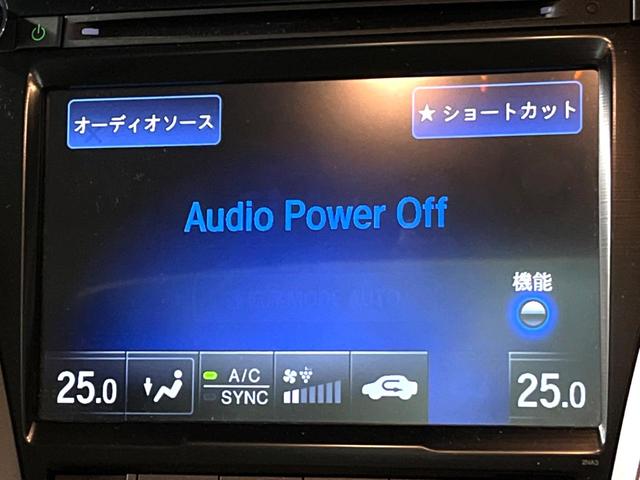 オーディオソース
★ ショートカット
Audio Power Off
機能
25.0
A/C
SYNC
25.0